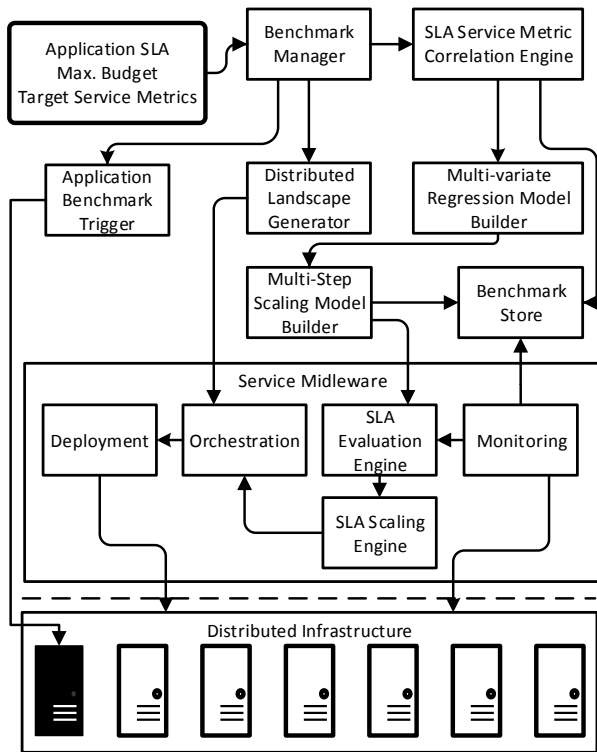 Application SLA
Max. Budget
Target Service Metrics
Benchmark
Manager
SLA Service Metric
Correlation Engine
Application
Benchmark
Trigger
Distributed
Landscape
Generator
Multi-variate
Regression Model
Builder
Multi-Step
Scaling Model
Builder
Benchmark
Store
Service Midleware
Deployment
Orchestration
SLA
Evaluation
Engine
Monitoring
SLA Scaling
Engine
Distributed Infrastructure